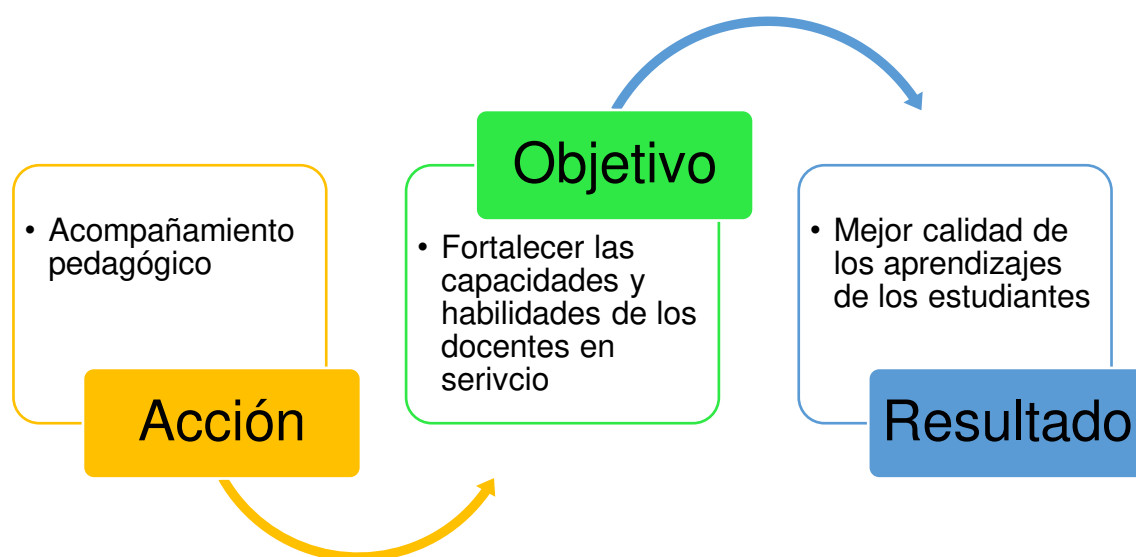 • Acompañamiento
pedagógico
Acción
Objetivo
• Fortalecer las
capacidades y
habilidades de los
docentes en
serivcio
• Mejor calidad de
los aprendizajes
de los estudiantes
Resultado